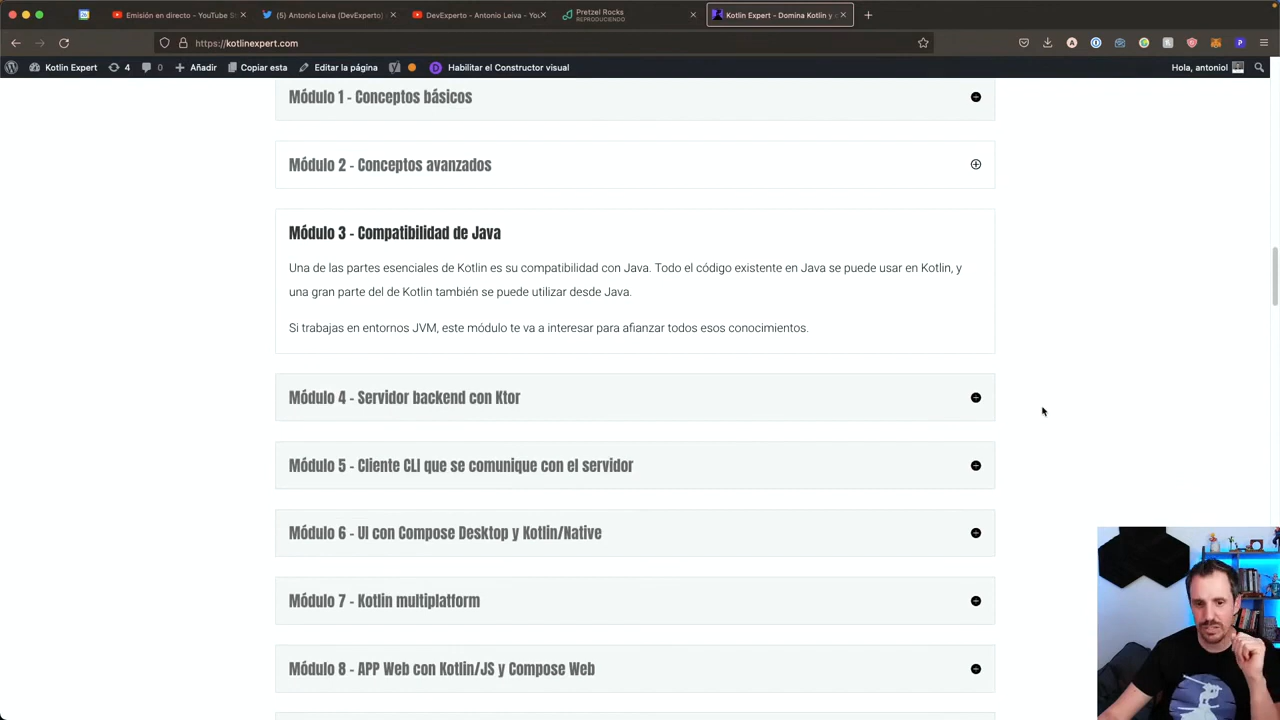 Emisión en directo - YouTube S
(5) Antonio Leiva (DevExperto)
DevExperto - Antonio Leiva - You
Pretzel Rocks
REPRODUCIENDO
Kotlin Expert - Domina Kotlin y
https://kotlinexpert.com
Kotlin Expert
4
0
Añadir
Copiar esta
Editar la página
Habilitar el Constructor visual
Hola, antoniol
Módulo 1 - Conceptos básicos
Módulo 2 - Conceptos avanzados
Módulo 3 - Compatibilidad de Java
Una de las partes esenciales de Kotlin es su compatibilidad con Java. Todo el código existente en Java se puede usar en Kotlin, y
una gran parte del de Kotlin también se puede utilizar desde Java.
Si trabajas en entornos JVM, este módulo te va a interesar para afianzar todos esos conocimientos.
Módulo 4 - Servidor backend con Ktor
Módulo 5 - Cliente CLI que se comunique con el servidor
Módulo 6 - UI con Compose Desktop y Kotlin/Native
Módulo 7 - Kotlin multiplatform
Módulo 8 - APP Web con Kotlin/JS y Compose Web